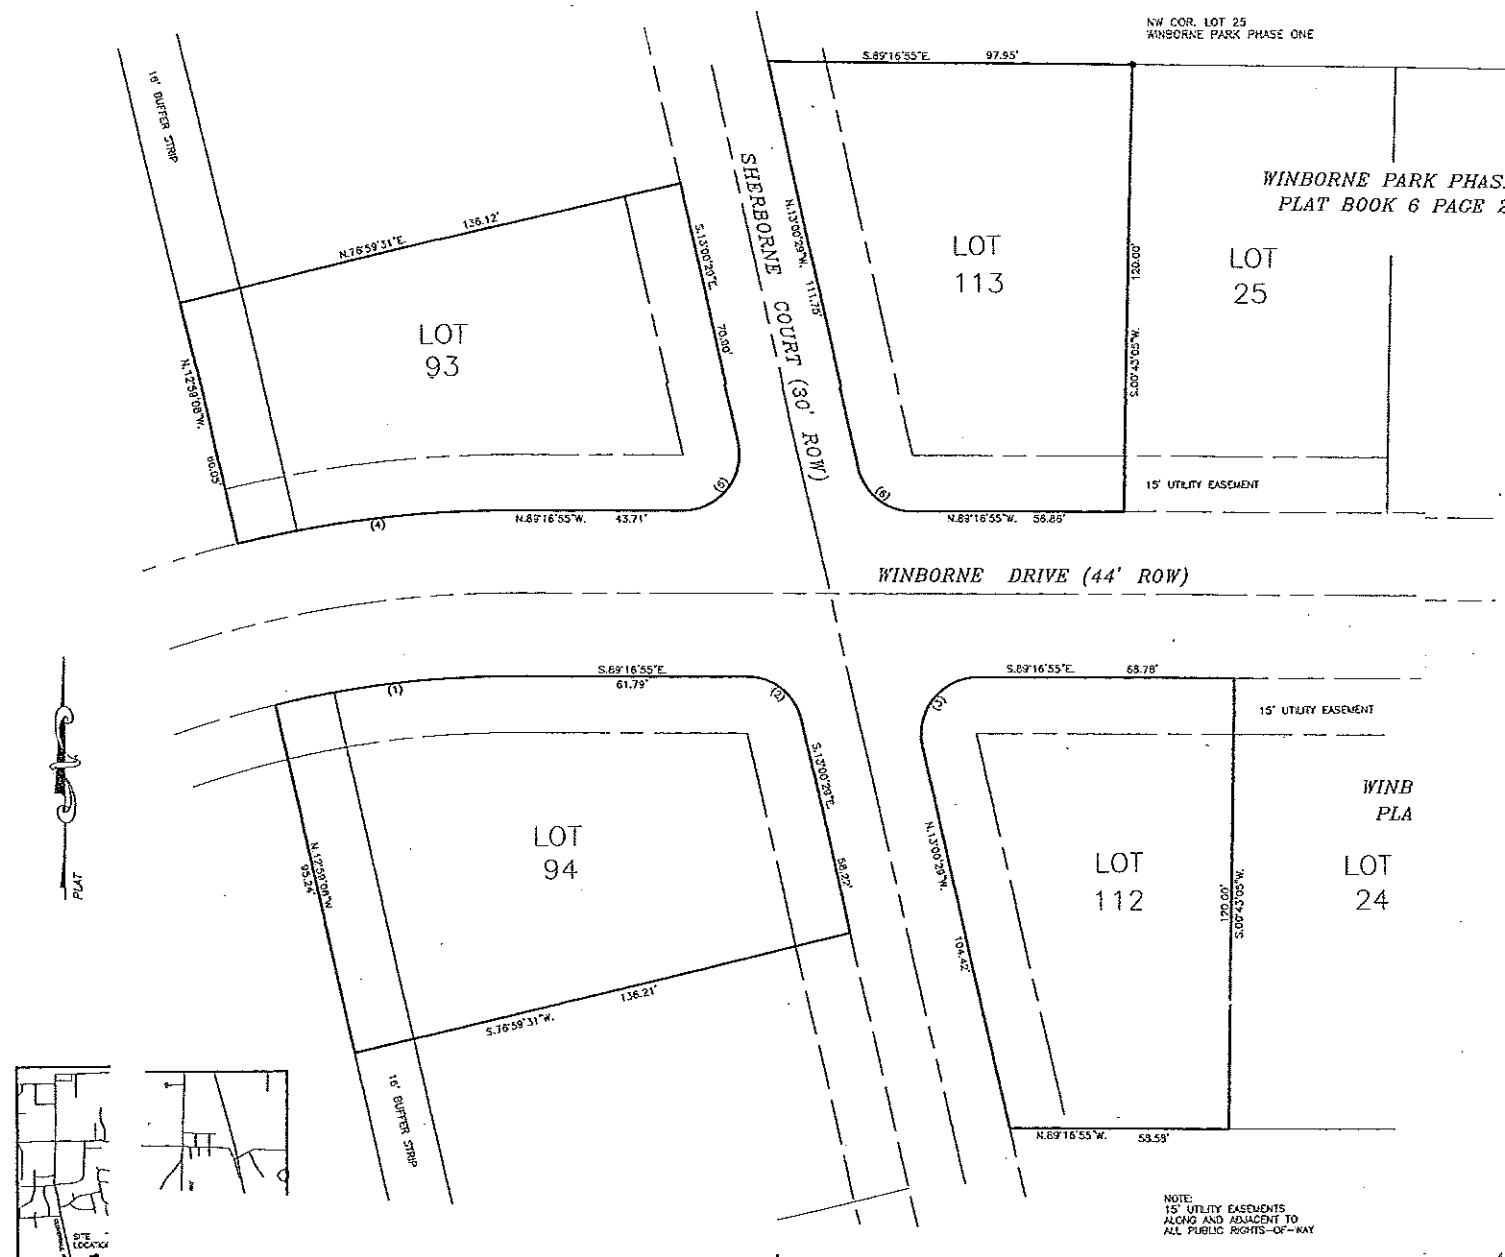 NW COR. LOT 25
WINBORNE PARK PHASE ONE
S.89°16'55"E. 97.95'
16' BUFFER STRIP
SHERBORNE COURT (30' ROW)
WINBORNE PARK PHAS
PLAT BOOK 6 PAGE 2
N.76°59'31"E. 136.12'
S.13°00'29"E. 70.00'
N.13°00'29"W. 111.75'
LOT
113
120.00'
S.00°43'05"W.
LOT
25
LOT
93
N.12°59'08"W. 66.05'
(4)
N.89°16'55"W. 43.71'
(5)
(6)
N.89°16'55"W. 56.86'
15' UTILITY EASEMENT
WINBORNE DRIVE (44' ROW)
(1)
S.89°16'55"E.
61.79'
(2)
(3)
S.89°16'55"E. 68.78'
15' UTILITY EASEMENT
S.13°00'29"E. 58.22'
N.13°00'29"W. 104.42'
N.12°59'08"W
95.24'
LOT
94
LOT
112
120.00'
S.00°43'05"W.
WINB
PLA
LOT
24
PLAT
S.76°59'31"W. 136.21'
16' BUFFER STRIP
N.89°16'55"W. 58.58'
SITE
LOCATION
NOTE:
15' UTILITY EASEMENTS
ALONG AND ADJACENT TO
ALL PUBLIC RIGHTS-OF-WAY